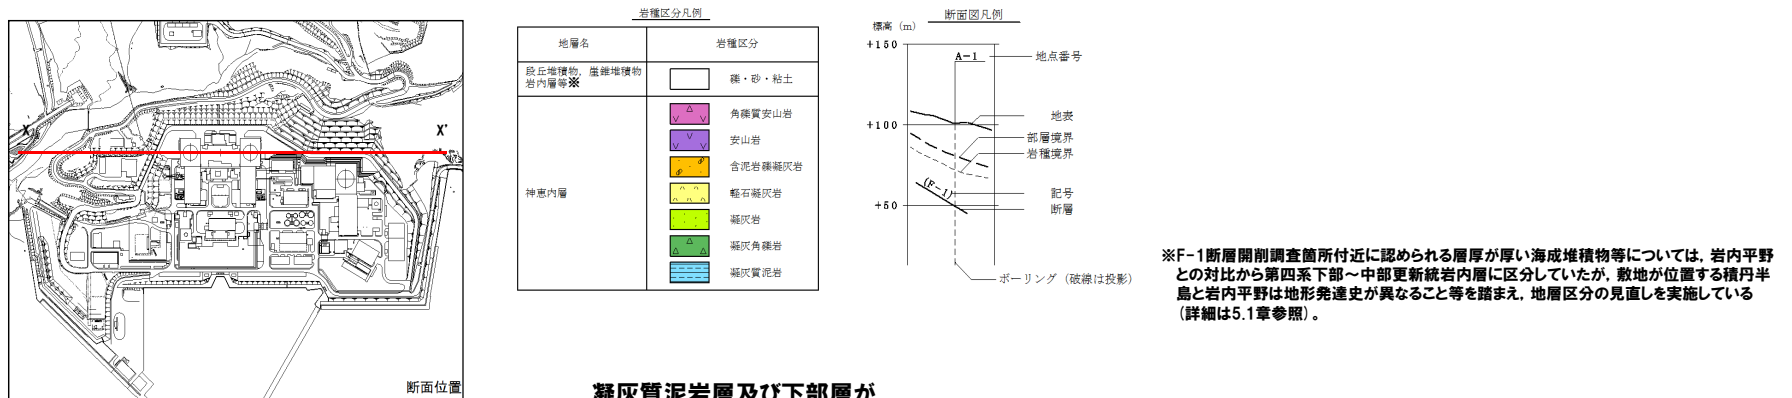 X
X'
断面位置
岩種区分凡例
地層名
岩種区分
段丘堆積物，崖錐堆積物
岩内層等※
礫・砂・粘土
神恵内層
角礫質安山岩
安山岩
含泥岩礫凝灰岩
軽石凝灰岩
凝灰岩
凝灰角礫岩
凝灰質泥岩
断面図凡例
標高（m）
+150
A-1
地点番号
地表
+100
部層境界
岩種境界
(F-1)
記号
+50
断層
ボーリング（破線は投影）
※F-1断層開削調査箇所付近に認められる層厚が厚い海成堆積物等については，岩内平野
との対比から第四系下部～中部更新統岩内層に区分していたが，敷地が位置する積丹半
島と岩内平野は地形発達史が異なること等を踏まえ，地層区分の見直しを実施している
（詳細は5.1章参照）。
凝灰質泥岩層及び下部層が